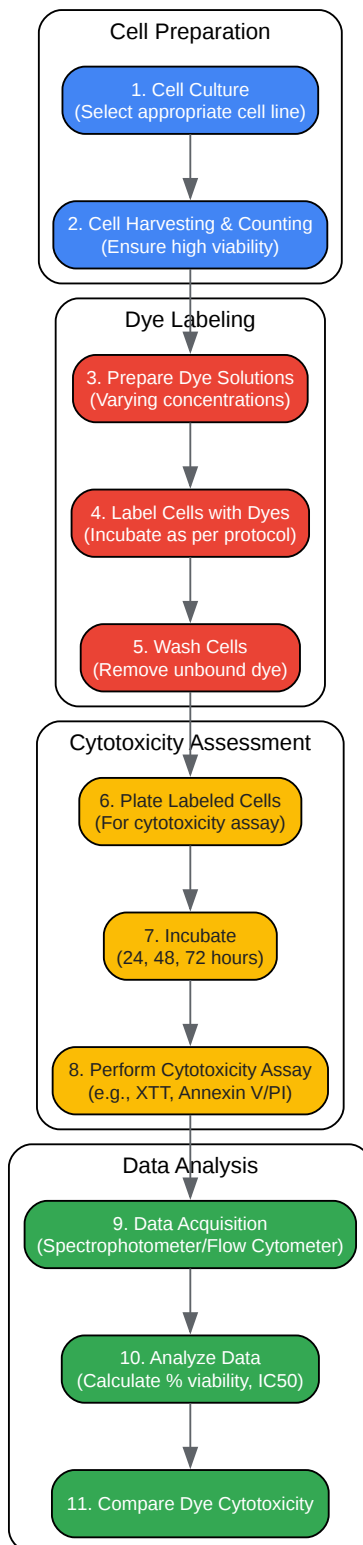 Cell Preparation
1. Cell Culture
(Select appropriate cell line)
2. Cell Harvesting & Counting
(Ensure high viability)
Dye Labeling
3. Prepare Dye Solutions
(Varying concentrations)
4. Label Cells with Dyes
(Incubate as per protocol)
5. Wash Cells
(Remove unbound dye)
Cytotoxicity Assessment
6. Plate Labeled Cells
(For cytotoxicity assay)
7. Incubate
(24, 48, 72 hours)
8. Perform Cytotoxicity Assay
(e.g., XTT, Annexin V/PI)
Data Analysis
9. Data Acquisition
(Spectrophotometer/Flow Cytometer)
10. Analyze Data
(Calculate % viability, IC50)
11. Compare Dye Cytotoxicity